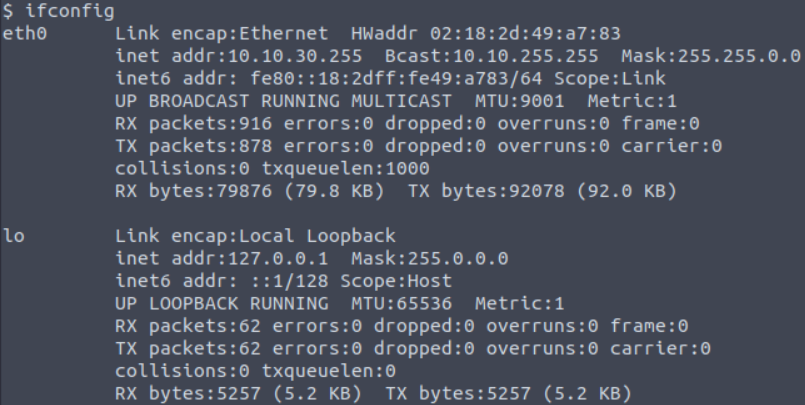 $ ifconfig
eth0      Link encap:Ethernet  HWaddr 02:18:2d:49:a7:83
          inet addr:10.10.30.255  Bcast:10.10.255.255  Mask:255.255.0.0
          inet6 addr: fe80::18:2dff:fe49:a783/64 Scope:Link
          UP BROADCAST RUNNING MULTICAST  MTU:9001  Metric:1
          RX packets:916 errors:0 dropped:0 overruns:0 frame:0
          TX packets:878 errors:0 dropped:0 overruns:0 carrier:0
          collisions:0 txqueuelen:1000
          RX bytes:79876 (79.8 KB)  TX bytes:92078 (92.0 KB)

lo        Link encap:Local Loopback
          inet addr:127.0.0.1  Mask:255.0.0.0
          inet6 addr: ::1/128 Scope:Host
          UP LOOPBACK RUNNING  MTU:65536  Metric:1
          RX packets:62 errors:0 dropped:0 overruns:0 frame:0
          TX packets:62 errors:0 dropped:0 overruns:0 carrier:0
          collisions:0 txqueuelen:0
          RX bytes:5257 (5.2 KB)  TX bytes:5257 (5.2 KB)